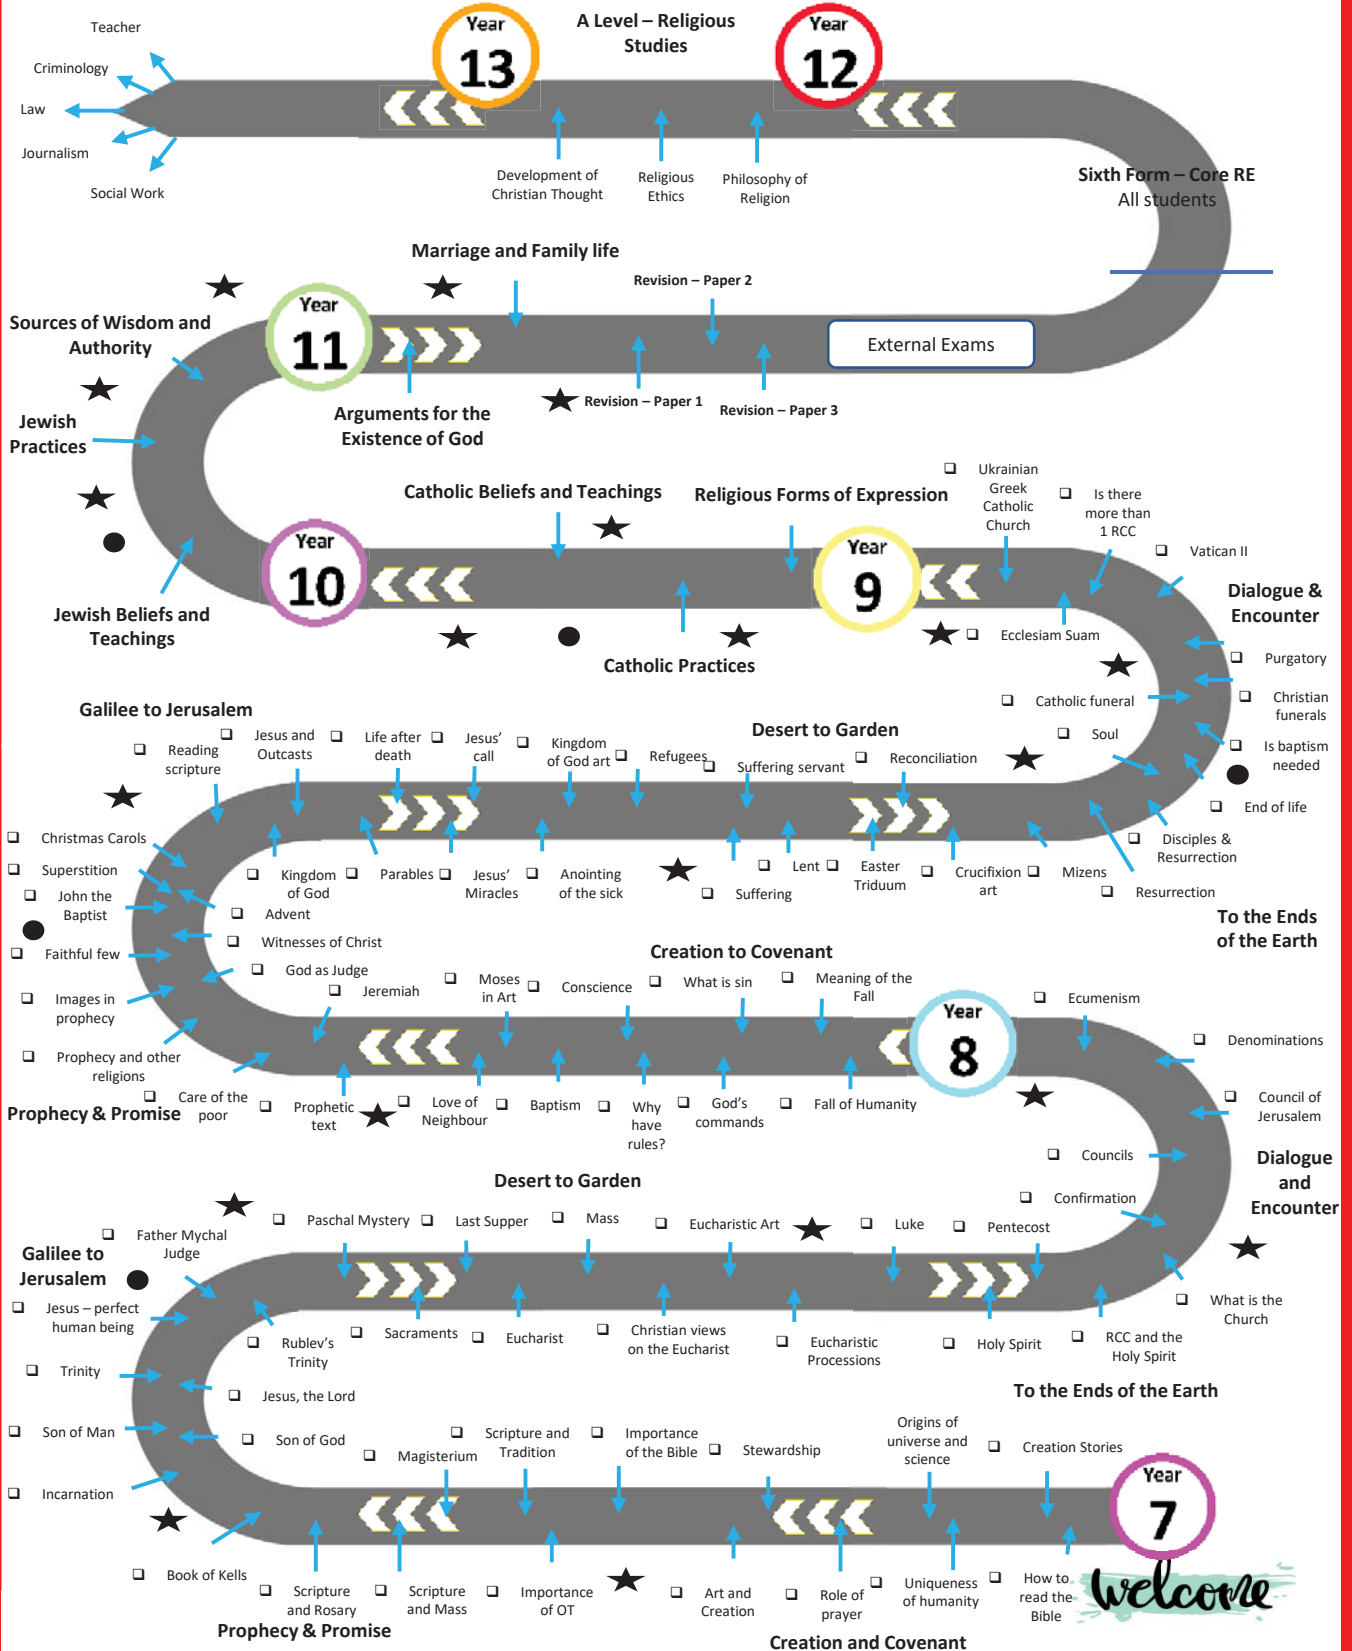 Teacher
Criminology
Law
Journalism
Social Work
Year
13
A Level – Religious
Studies
Year
12
Development of
Christian Thought
Religious
Ethics
Philosophy of
Religion
Sixth Form – Core RE
All students
Marriage and Family life
Revision – Paper 2
Sources of Wisdom and
Authority
Year
11
External Exams
Arguments for the
Existence of God
Revision – Paper 1
Revision – Paper 3
Jewish
Practices
Catholic Beliefs and Teachings
Religious Forms of Expression
Ukrainian
Greek
Catholic
Church
Is there
more than
1 RCC
Vatican II
Year
10
Year
9
Dialogue &
Encounter
Jewish Beliefs and
Teachings
Catholic Practices
Ecclesiam Suam
Purgatory
Catholic funeral
Christian
funerals
Soul
Is baptism
needed
End of life
Galilee to Jerusalem
Desert to Garden
Reading
scripture
Jesus and
Outcasts
Life after
death
Jesus’
call
Kingdom
of God art
Refugees
Suffering servant
Reconciliation
Disciples &
Resurrection
Christmas Carols
Superstition
John the
Baptist
Kingdom
of God
Parables
Jesus’
Miracles
Anointing
of the sick
Suffering
Lent
Easter
Triduum
Crucifixion
art
Mizens
Resurrection
To the Ends
of the Earth
Advent
Witnesses of Christ
Faithful few
God as Judge
Images in
prophecy
Jeremiah
Creation to Covenant
Moses
in Art
Conscience
What is sin
Meaning of the
Fall
Year
8
Ecumenism
Denominations
Prophecy and other
religions
Care of the
poor
Prophecy & Promise
Prophetic
text
Love of
Neighbour
Baptism
Why
have
rules?
God’s
commands
Fall of Humanity
Council of
Jerusalem
Councils
Dialogue
and
Encounter
Confirmation
Desert to Garden
Father Mychal
Judge
Paschal Mystery
Last Supper
Mass
Eucharistic Art
Luke
Pentecost
Galilee to
Jerusalem
Jesus – perfect
human being
What is the
Church
Rublev’s
Trinity
Sacraments
Eucharist
Christian views
on the Eucharist
Eucharistic
Processions
Holy Spirit
RCC and the
Holy Spirit
To the Ends of the Earth
Trinity
Jesus, the Lord
Son of Man
Son of God
Incarnation
Magisterium
Scripture and
Tradition
Importance
of the Bible
Stewardship
Origins of
universe and
science
Creation Stories
Year
7
Book of Kells
Scripture
and Rosary
Scripture
and Mass
Importance
of OT
Art and
Creation
Role of
prayer
Uniqueness
of humanity
How to
read the
Bible
welcome
Prophecy & Promise
Creation and Covenant